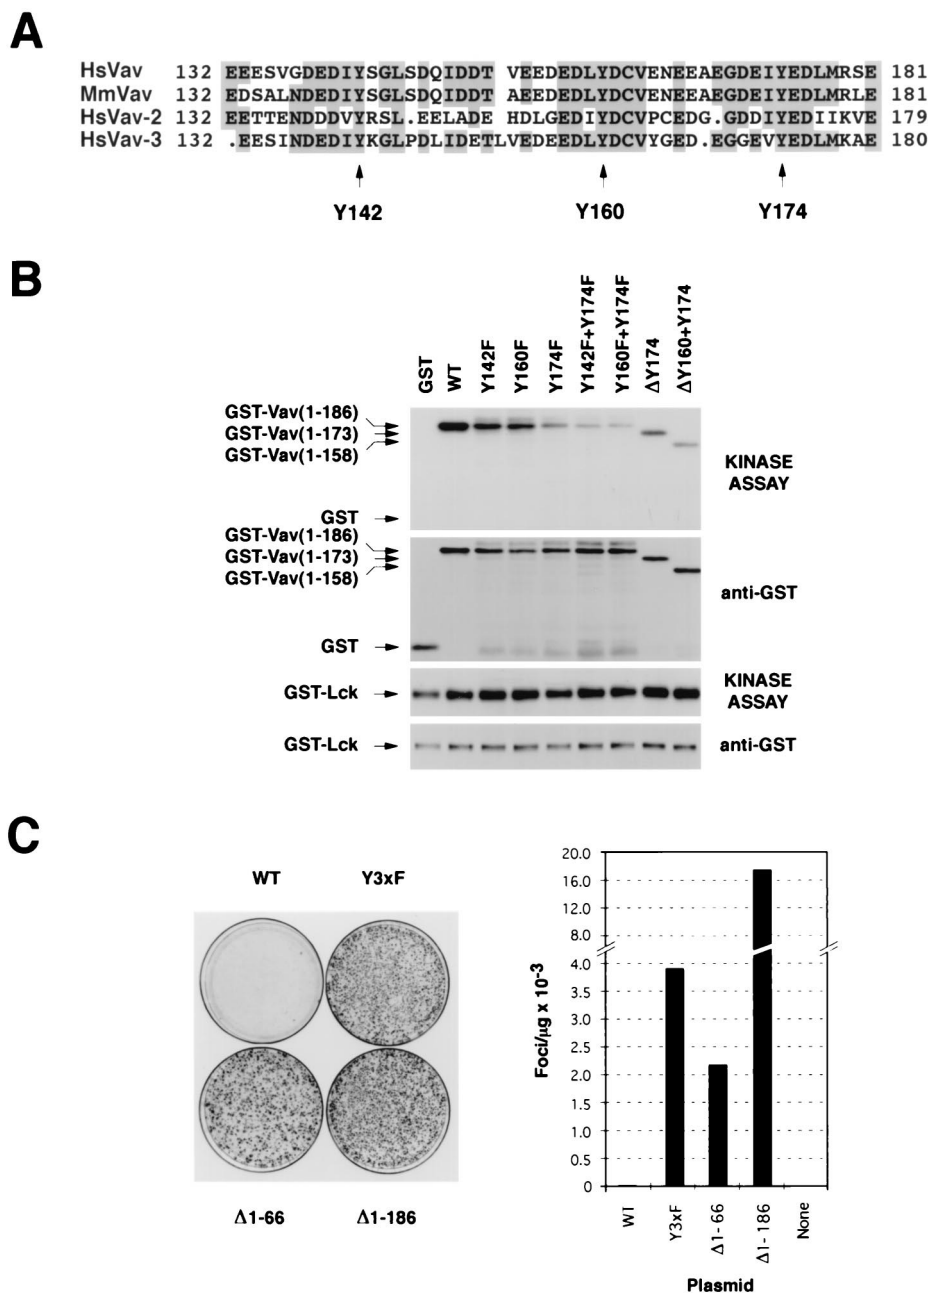 A
HsVav 132 EEESVGDEDIYSGLSDQIDDT VEEDEDLYDCVENEEAEGDEIYEDLMRSE 181
MmVav 132 EDSALNDEDIYSGLSDQIDDT AEEDEDLYDCVENEEAEGDEIYEDLMRLE 181
HsVav-2 132 EETTENDDDVYRSL.EELADE HDLGEDIYDCVPCEDG.GDDIYEDIIKVE 179
HsVav-3 132 .EESINDEDIYKGLPDLIDETLVEDEEDLYDCVYGED.EGGEVYEDLMKAE 180
Y142 Y160 Y174
B
GST WT Y142F Y160F Y174F Y142F+Y174F Y160F+Y174F ΔY174 ΔY160+Y174
GST-Vav(1-186)
GST-Vav(1-173)
GST-Vav(1-158)
KINASE
ASSAY
GST
GST-Vav(1-186)
GST-Vav(1-173)
GST-Vav(1-158)
anti-GST
GST
GST-Lck
KINASE
ASSAY
GST-Lck
anti-GST
C
WT Y3xF
Δ1-66 Δ1-186
20.0
16.0
12.0
8.0
4.0
3.5
3.0
2.5
2.0
1.5
1.0
0.5
0
Foci/µg x 10-3
WT Y3xF Δ1-66 Δ1-186 None
Plasmid